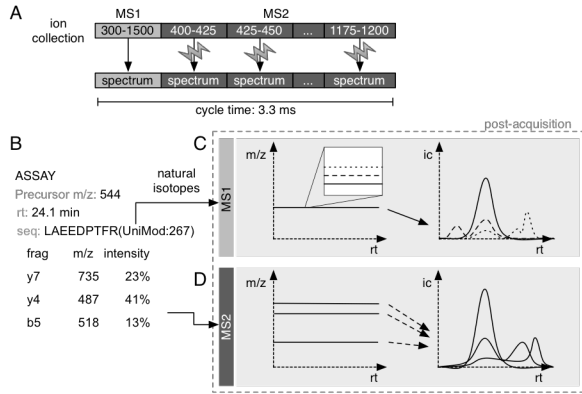 A
MS1
MS2
ion collection
300-1500
400-425
425-450
...
1175-1200
spectrum
spectrum
spectrum
...
spectrum
cycle time: 3.3 ms
post-acquisition
B
ASSAY
Precursor m/z: 544
rt: 24.1 min
seq: LAEEDPTFR(UniMod:267)
frag m/z intensity
y7 735 23%
y4 487 41%
b5 518 13%
natural
isotopes
C
MS1
m/z
rt
ic
rt
D
MS2
m/z
rt
ic
rt